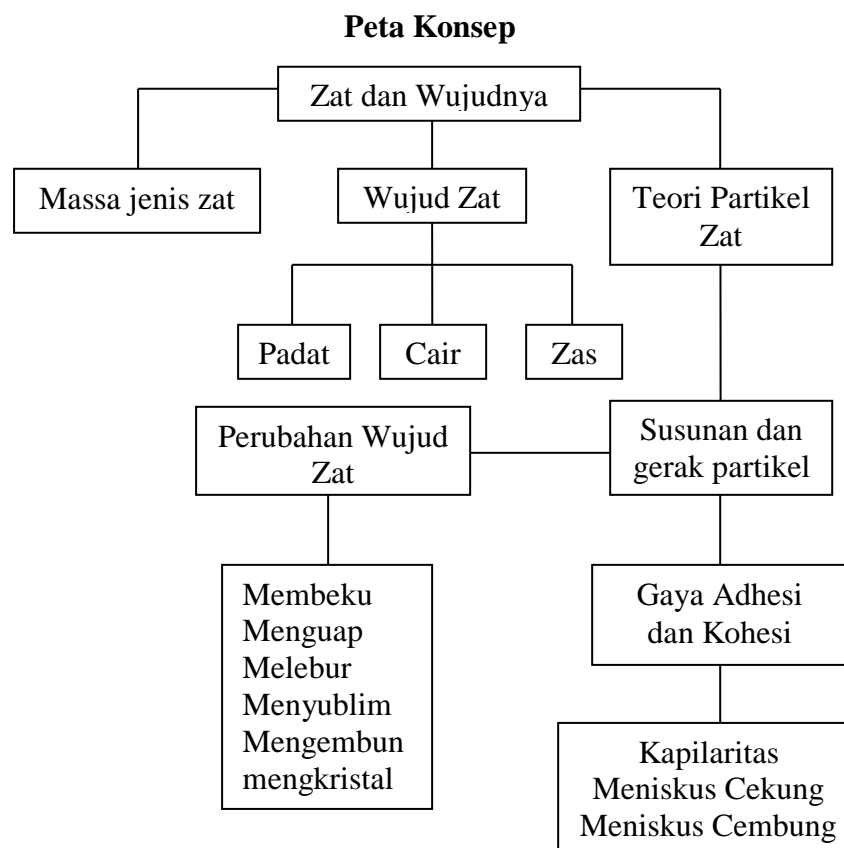 Peta Konsep
Zat dan Wujudnya
Massa jenis zat
Wujud Zat
Teori Partikel
Zat
Padat
Cair
Zas
Perubahan Wujud
Zat
Susunan dan
gerak partikel
Membeku
Menguap
Melebur
Menyublim
Mengembun
mengkristal
Gaya Adhesi
dan Kohesi
Kapilaritas
Meniskus Cekung
Meniskus Cembung